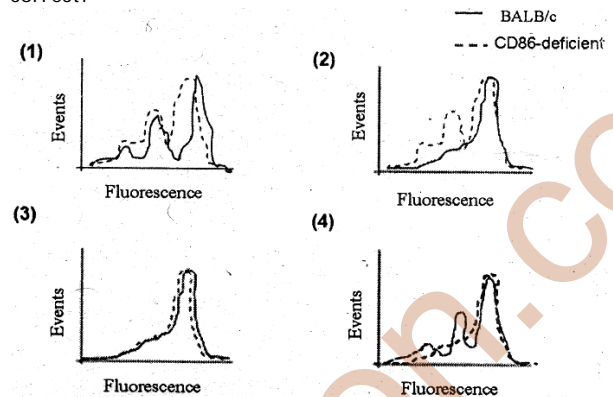 BALB/c
CD86-deficient
(1)
(2)
Events
Events
Fluorescence
Fluorescence
(3)
(4)
Events
Events
Fluorescence
Fluorescence